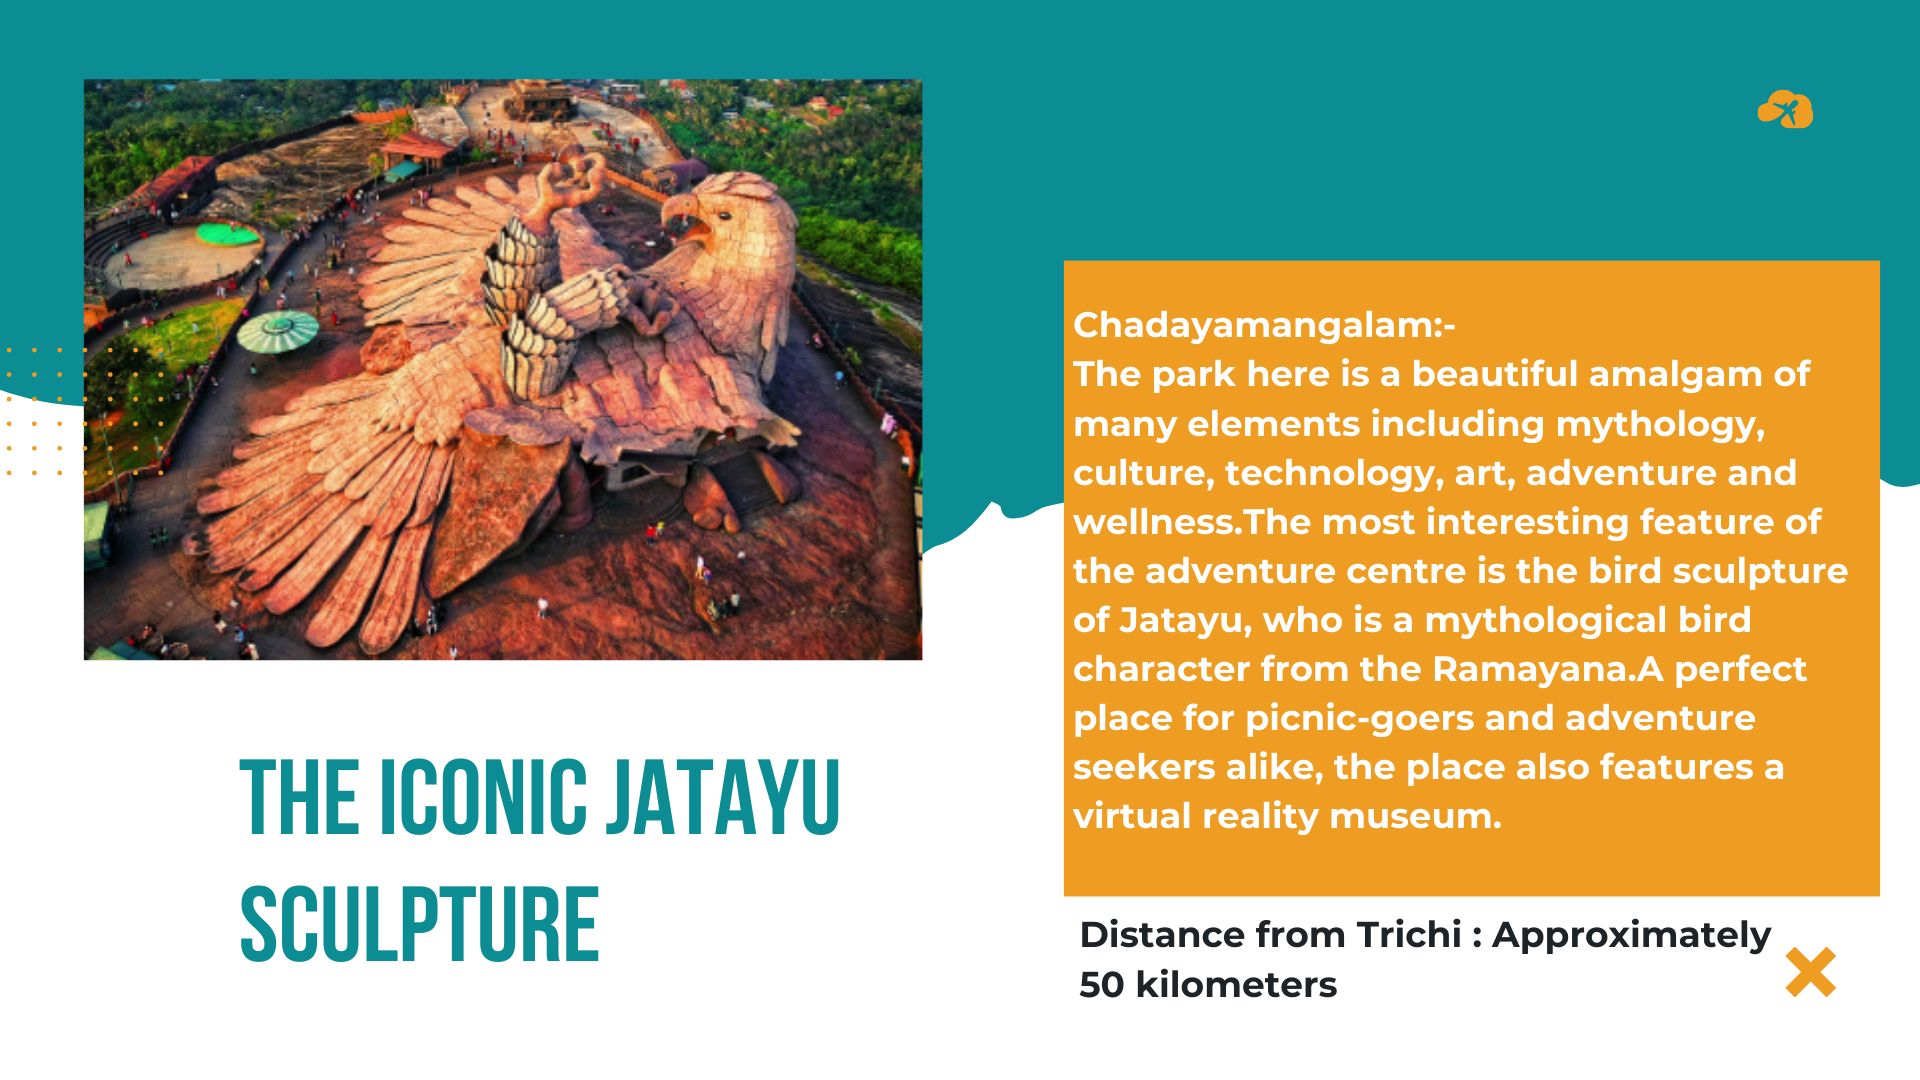 THE ICONIC JATAYU
SCULPTURE
Chadayamangalam:-
The park here is a beautiful amalgam of
many elements including mythology,
culture, technology, art, adventure and
wellness.The most interesting feature of
the adventure centre is the bird sculpture
of Jatayu, who is a mythological bird
character from the Ramayana.A perfect
place for picnic-goers and adventure
seekers alike, the place also features a
virtual reality museum.
Distance from Trichi : Approximately
50 kilometers